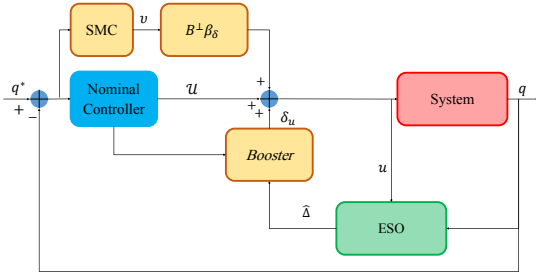 SMC
υ
B^⊥β_δ
q*
+
−
Nominal
Controller
𝒰
+
+
+
δ_u
System
q
Booster
u
Δ̂
ESO